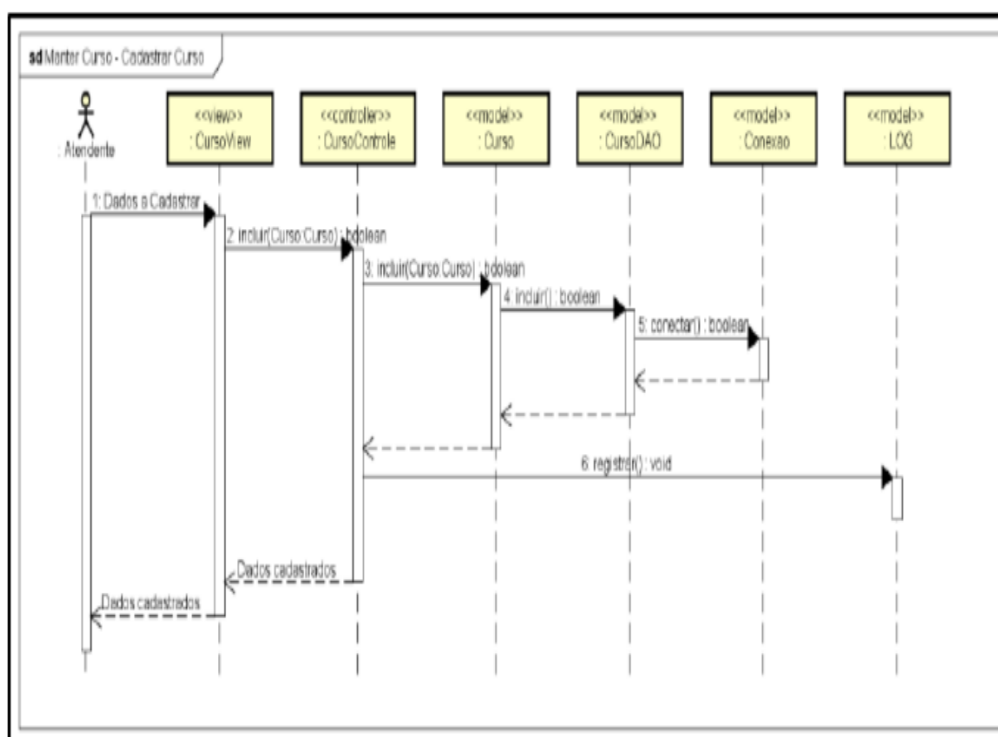 sd Manter Curso - Cadastrar Curso
: Atendente
<<view>>
: CursoView
<<controller>>
: CursoControle
<<model>>
: Curso
<<model>>
: CursoDAO
<<model>>
: Conexao
<<model>>
: LOG
1: Dados a Cadastrar
2: incluir(Curso:Curso) : boolean
3: incluir(Curso:Curso) : boolean
4: incluir() : boolean
5: conectar() : boolean
6: registrar() : void
Dados cadastrados
Dados cadastrados